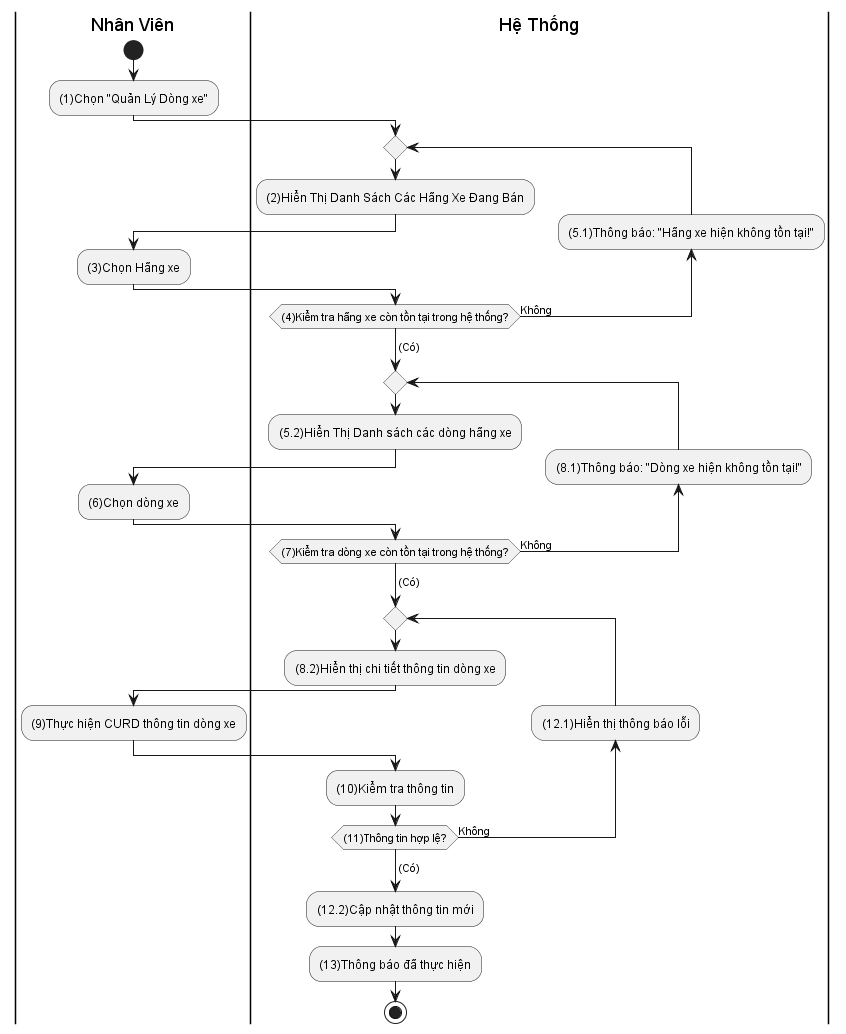 Nhân Viên
Hệ Thống
(1)Chọn "Quản Lý Dòng xe"
(2)Hiển Thị Danh Sách Các Hãng Xe Đang Bán
(5.1)Thông báo: "Hãng xe hiện không tồn tại!"
(3)Chọn Hãng xe
(4)Kiểm tra hãng xe còn tồn tại trong hệ thống?
Không
(Có)
(5.2)Hiển Thị Danh sách các dòng hãng xe
(8.1)Thông báo: "Dòng xe hiện không tồn tại!"
(6)Chọn dòng xe
(7)Kiểm tra dòng xe còn tồn tại trong hệ thống?
Không
(Có)
(8.2)Hiển thị chi tiết thông tin dòng xe
(9)Thực hiện CURD thông tin dòng xe
(12.1)Hiển thị thông báo lỗi
(10)Kiểm tra thông tin
(11)Thông tin hợp lệ?
Không
(Có)
(12.2)Cập nhật thông tin mới
(13)Thông báo đã thực hiện